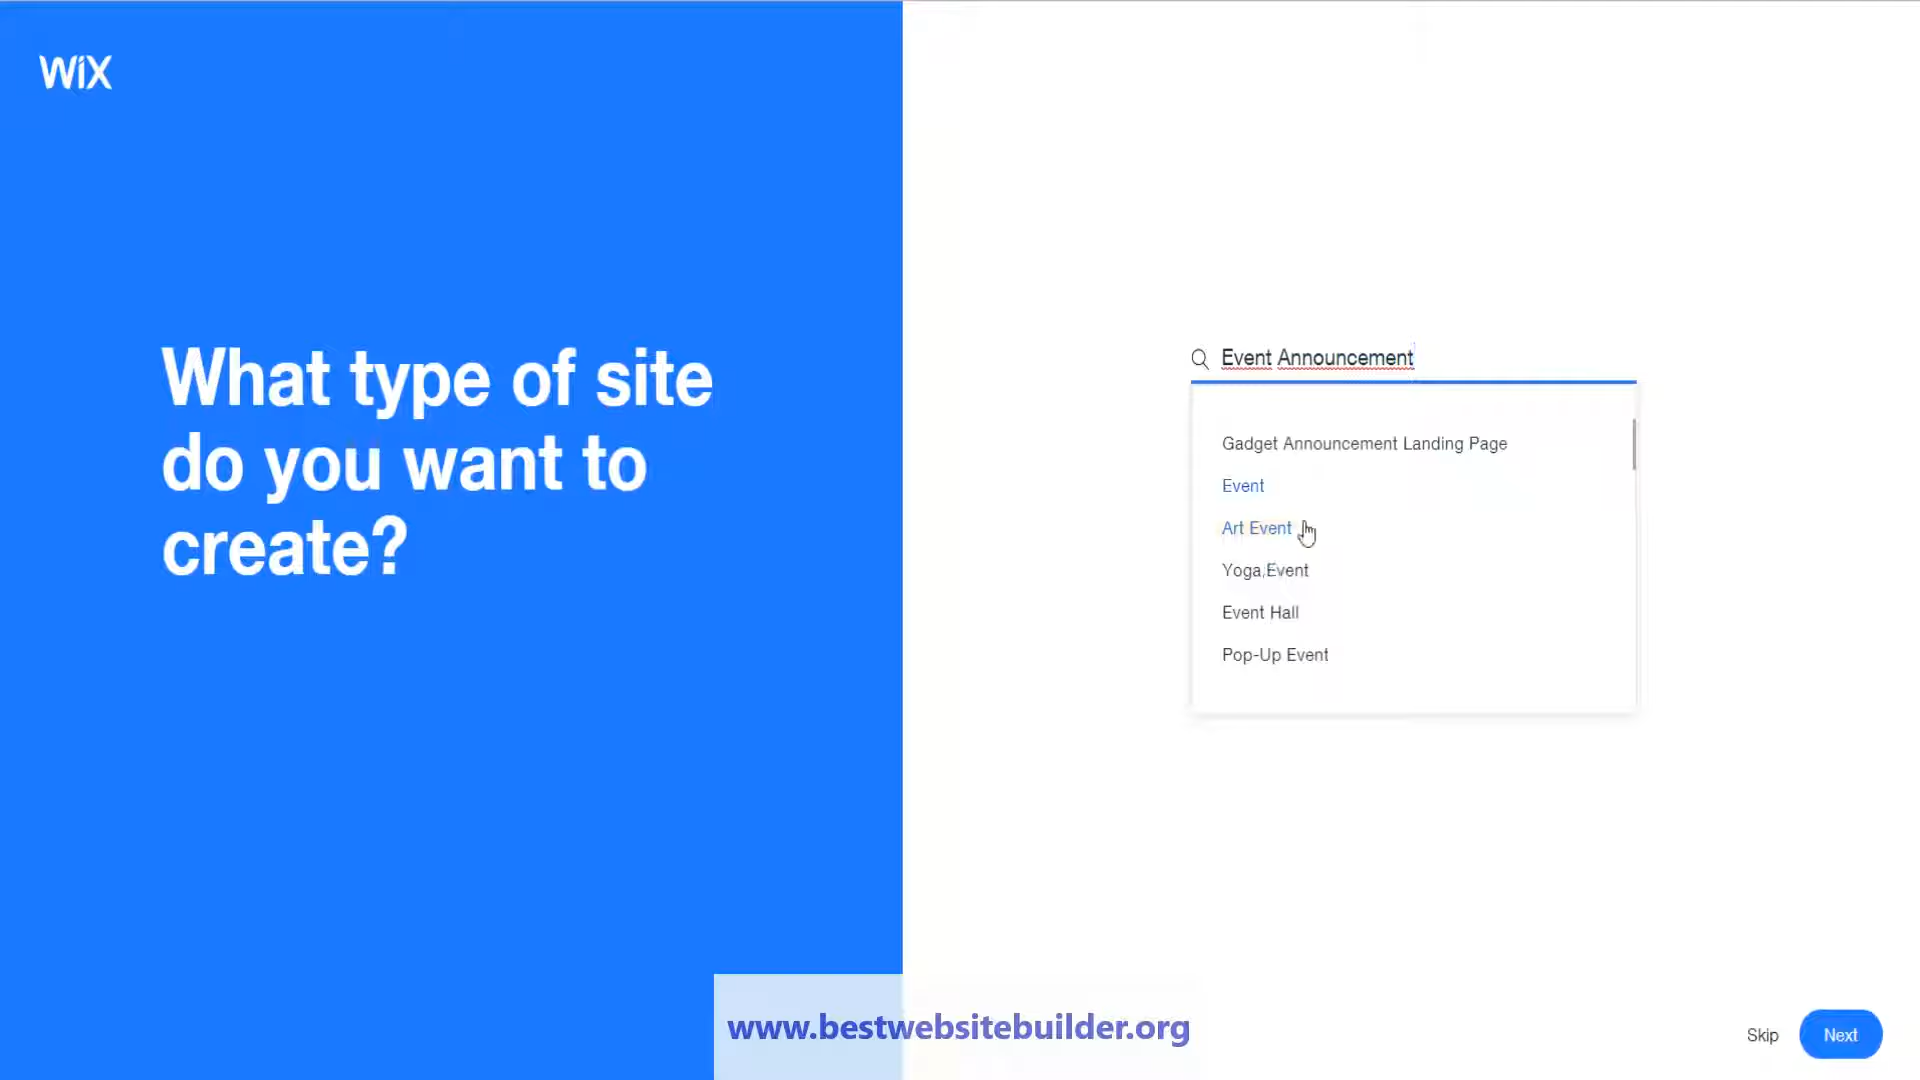 WiX
What type of site
do you want to
create?
Event Announcement
Gadget Announcement Landing Page
Event
Art Event
Yoga Event
Event Hall
Pop-Up Event
www.bestwebsitebuilder.org
Skip
Next